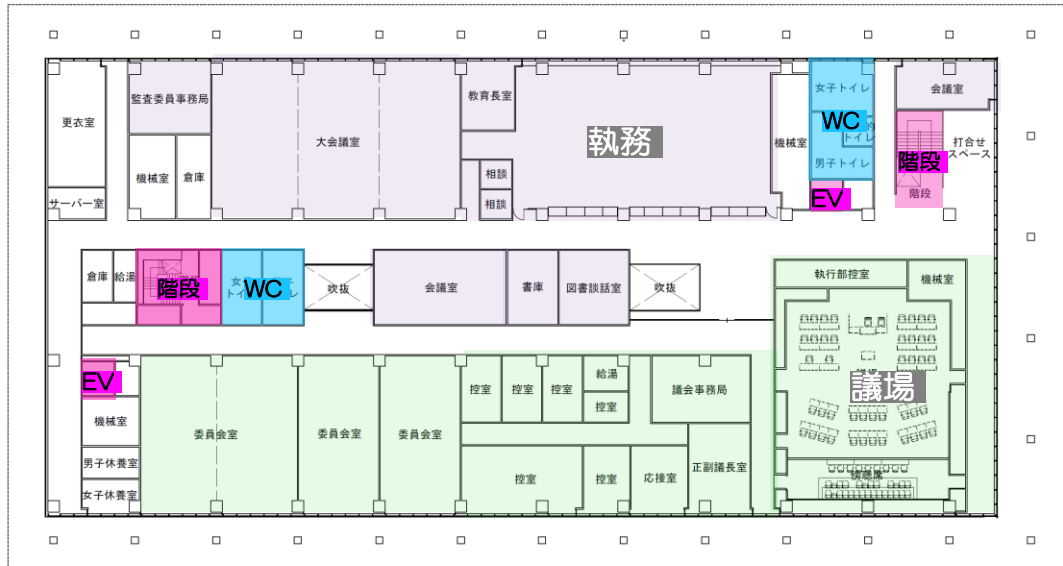 更衣室
サーバー室
監査委員事務局
機械室
倉庫
大会議室
教育長室
相談
相談
執務
機械室
女子トイレ
WC
トイレ
男子トイレ
EV
会議室
階段
階段
打合せ
スペース
倉庫
給湯
階段
WC
吹抜
会議室
書庫
図書談話室
吹抜
執行部控室
機械室
議場
傍聴席
EV
機械室
男子休養室
女子休養室
委員会室
委員会室
委員会室
控室
控室
控室
給湯
控室
議会事務局
控室
控室
応接室
正副議長室